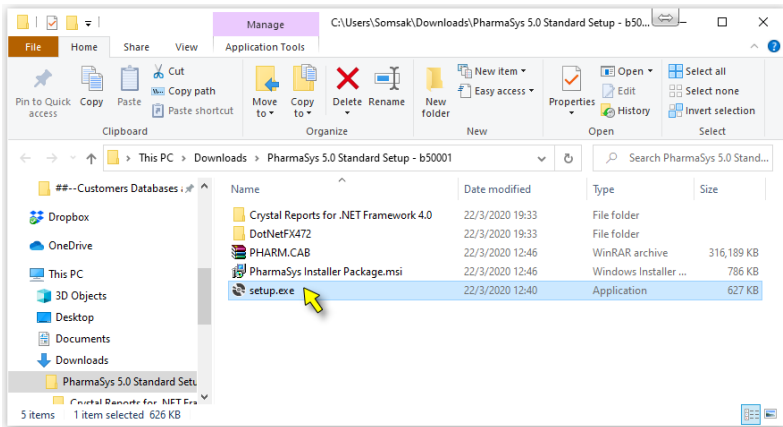 Manage
C:\Users\Somsak\Downloads\PharmaSys 5.0 Standard Setup - b50...
File Home Share View Application Tools
Pin to Quick access
Copy
Paste
Cut
Copy path
Paste shortcut
Move to
Copy to
Delete
Rename
New folder
New item
Easy access
Properties
Open
Edit
History
Select all
Select none
Invert selection
Clipboard Organize New Open Select
This PC > Downloads > PharmaSys 5.0 Standard Setup - b50001
Search PharmaSys 5.0 Stand...
##--Customers Databases
Dropbox
OneDrive
This PC
3D Objects
Desktop
Documents
Downloads
PharmaSys 5.0 Standard Setu
Crystal Reports for .NET Fra
Name Date modified Type Size
Crystal Reports for .NET Framework 4.0 22/3/2020 19:33 File folder
DotNetFX472 22/3/2020 19:33 File folder
PHARM.CAB 22/3/2020 12:46 WinRAR archive 316,189 KB
PharmaSys Installer Package.msi 22/3/2020 12:46 Windows Installer ... 786 KB
setup.exe 22/3/2020 12:40 Application 627 KB
5 items 1 item selected 626 KB